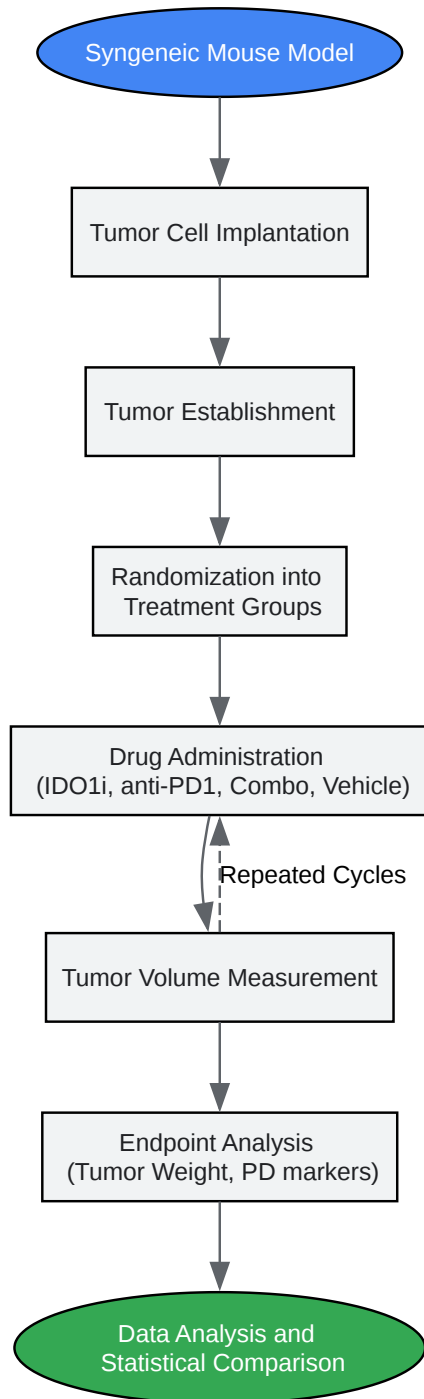 Syngeneic Mouse Model
Tumor Cell Implantation
Tumor Establishment
Randomization into
Treatment Groups
Drug Administration
(IDO1i, anti-PD1, Combo, Vehicle)
Repeated Cycles
Tumor Volume Measurement
Endpoint Analysis
(Tumor Weight, PD markers)
Data Analysis and
Statistical Comparison